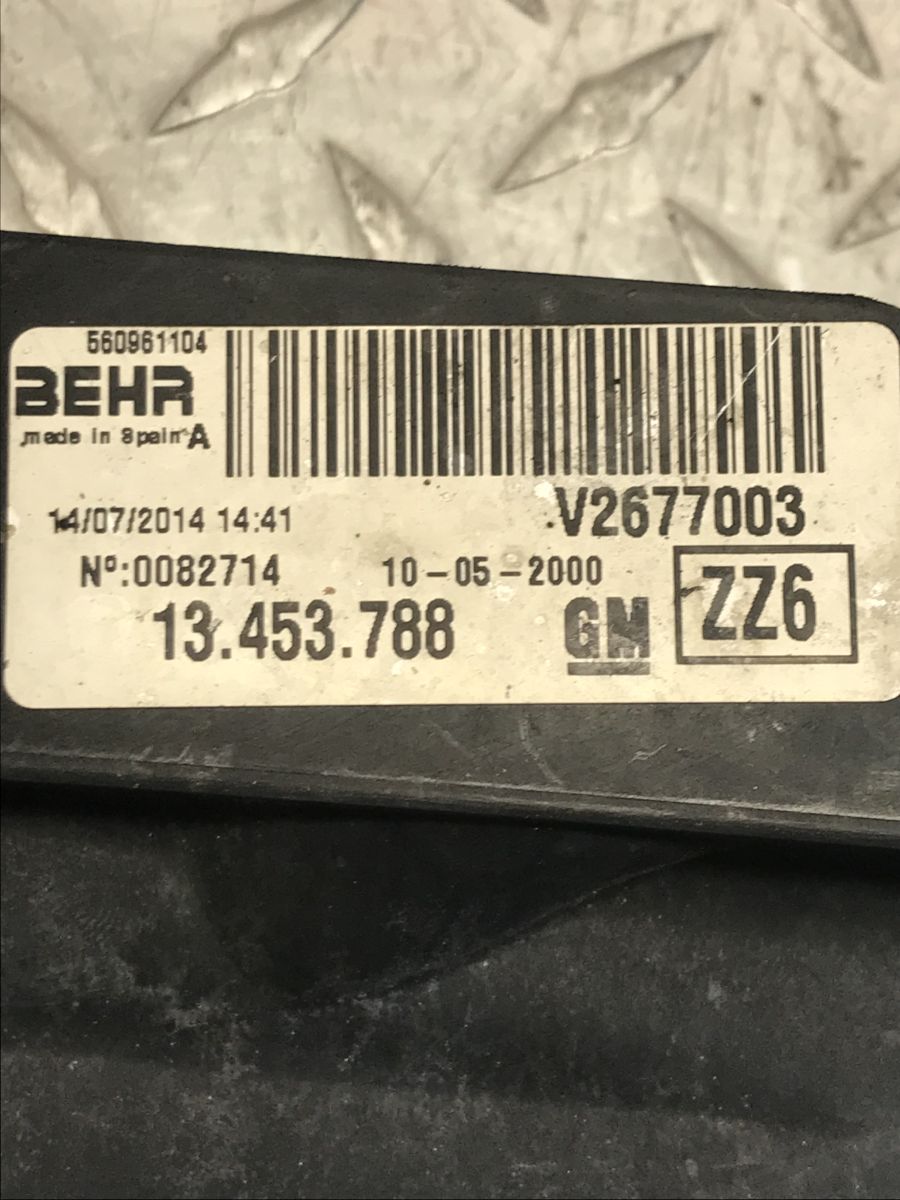 560961104
BEHR
made in Spain A
14/07/2014 14:41
V2677003
Nº:0082714
10-05-2000
13.453.788
GM
ZZ6